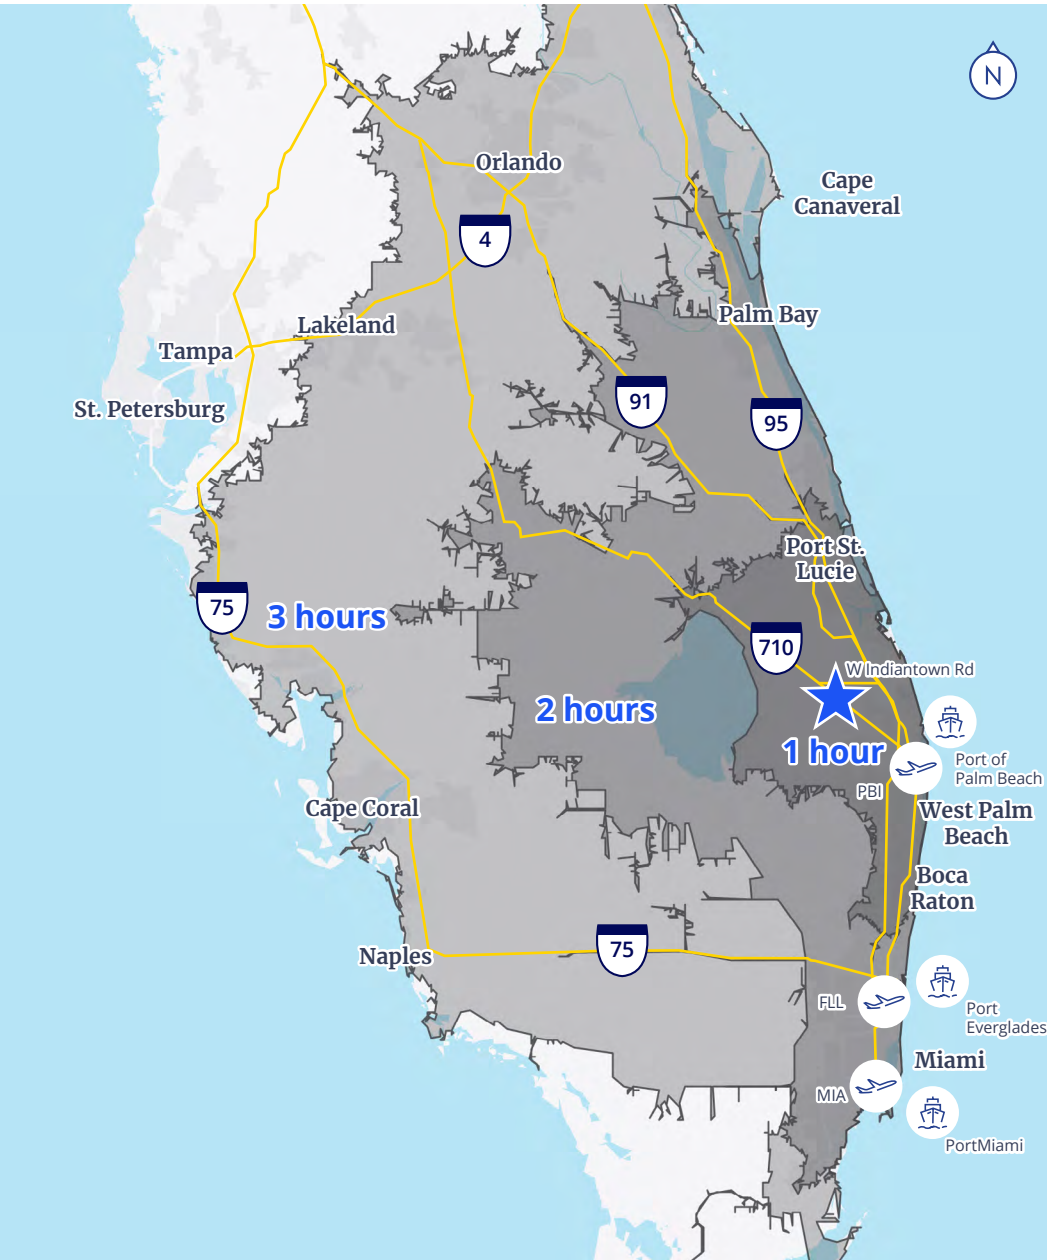 N
Orlando
Cape
Canaveral
4
Palm Bay
Lakeland
Tampa
St. Petersburg
91
95
Port St.
Lucie
75
3 hours
710
W Indiantown Rd
2 hours
1 hour
Port of
Palm Beach
PBI
Cape Coral
West Palm
Beach
Boca
Raton
75
Naples
FLL
Port
Everglades
Miami
MIA
PortMiami